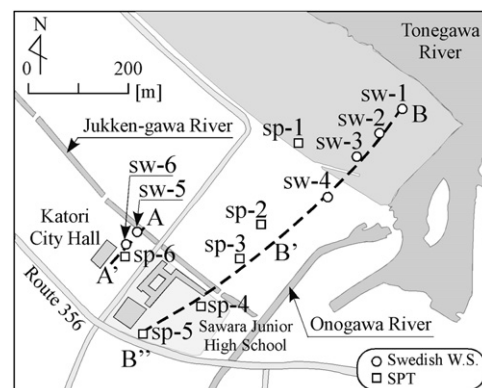 N
0
200
[m]
Tonegawa
River
Jukken-gawa River
sw-1
B
sw-2
sw-3
sp-1
sw-4
sw-6
sw-5
A
Katori
City Hall
A'
sp-6
sp-2
sp-3
B'
sp-4
sp-5
Sawara Junior
High School
B''
Route 356
Onogawa River
Swedish W.S.
SPT